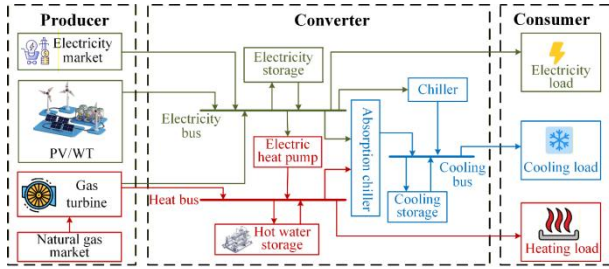 Producer
Converter
Consumer
Electricity
market
PV/WT
Gas
turbine
Natural gas
market
Electricity
storage
Electricity
bus
Electric
heat pump
Heat bus
Hot water
storage
Absorption chiller
Chiller
Cooling
bus
Cooling
storage
Electricity
load
Cooling load
Heating load